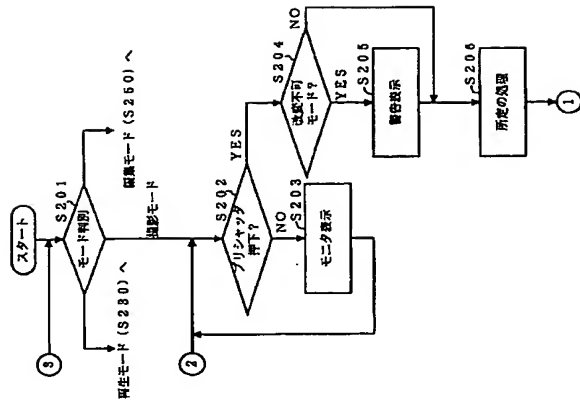 スタート
3
S201
モード判別
再生モード(S230)へ
編集モード(S260)へ
撮影モード
2
S202
プリシャッタ
押下?
YES
NO
S203
モニタ表示
S204
改変不可
モード?
NO
YES
S205
警告表示
S206
所定の処理
1